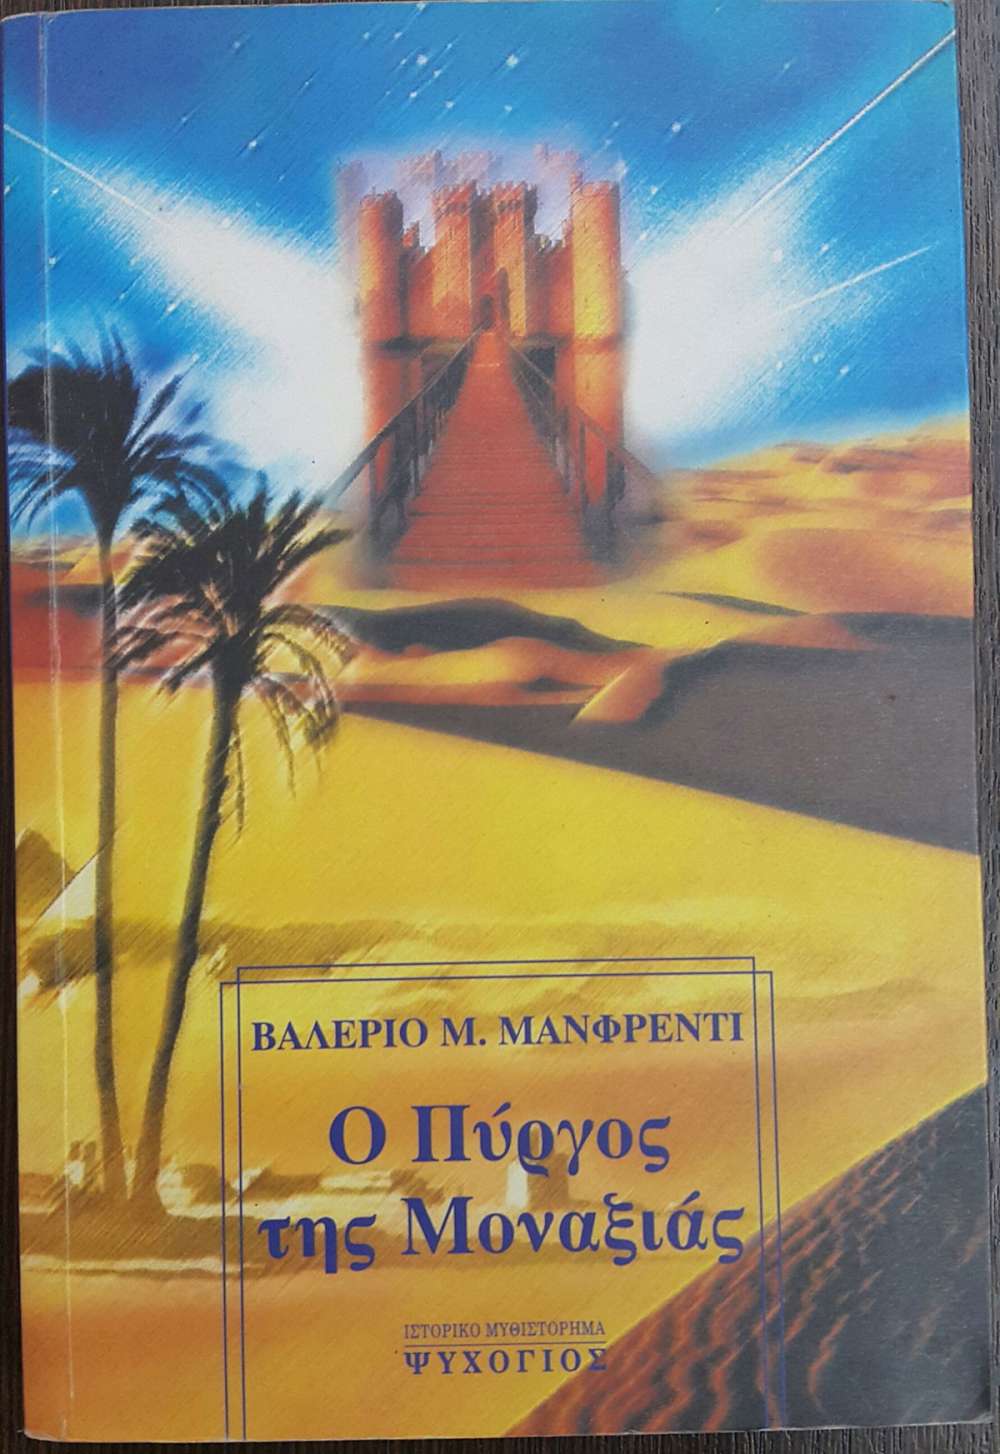 ΒΑΛΕΡΙΟ Μ. ΜΑΝΦΡΕΝΤΙ
Ο Πύργος
της Μοναξιάς
ΙΣΤΟΡΙΚΟ ΜΥΘΙΣΤΟΡΗΜΑ
ΨΥΧΟΓΙΟΣ